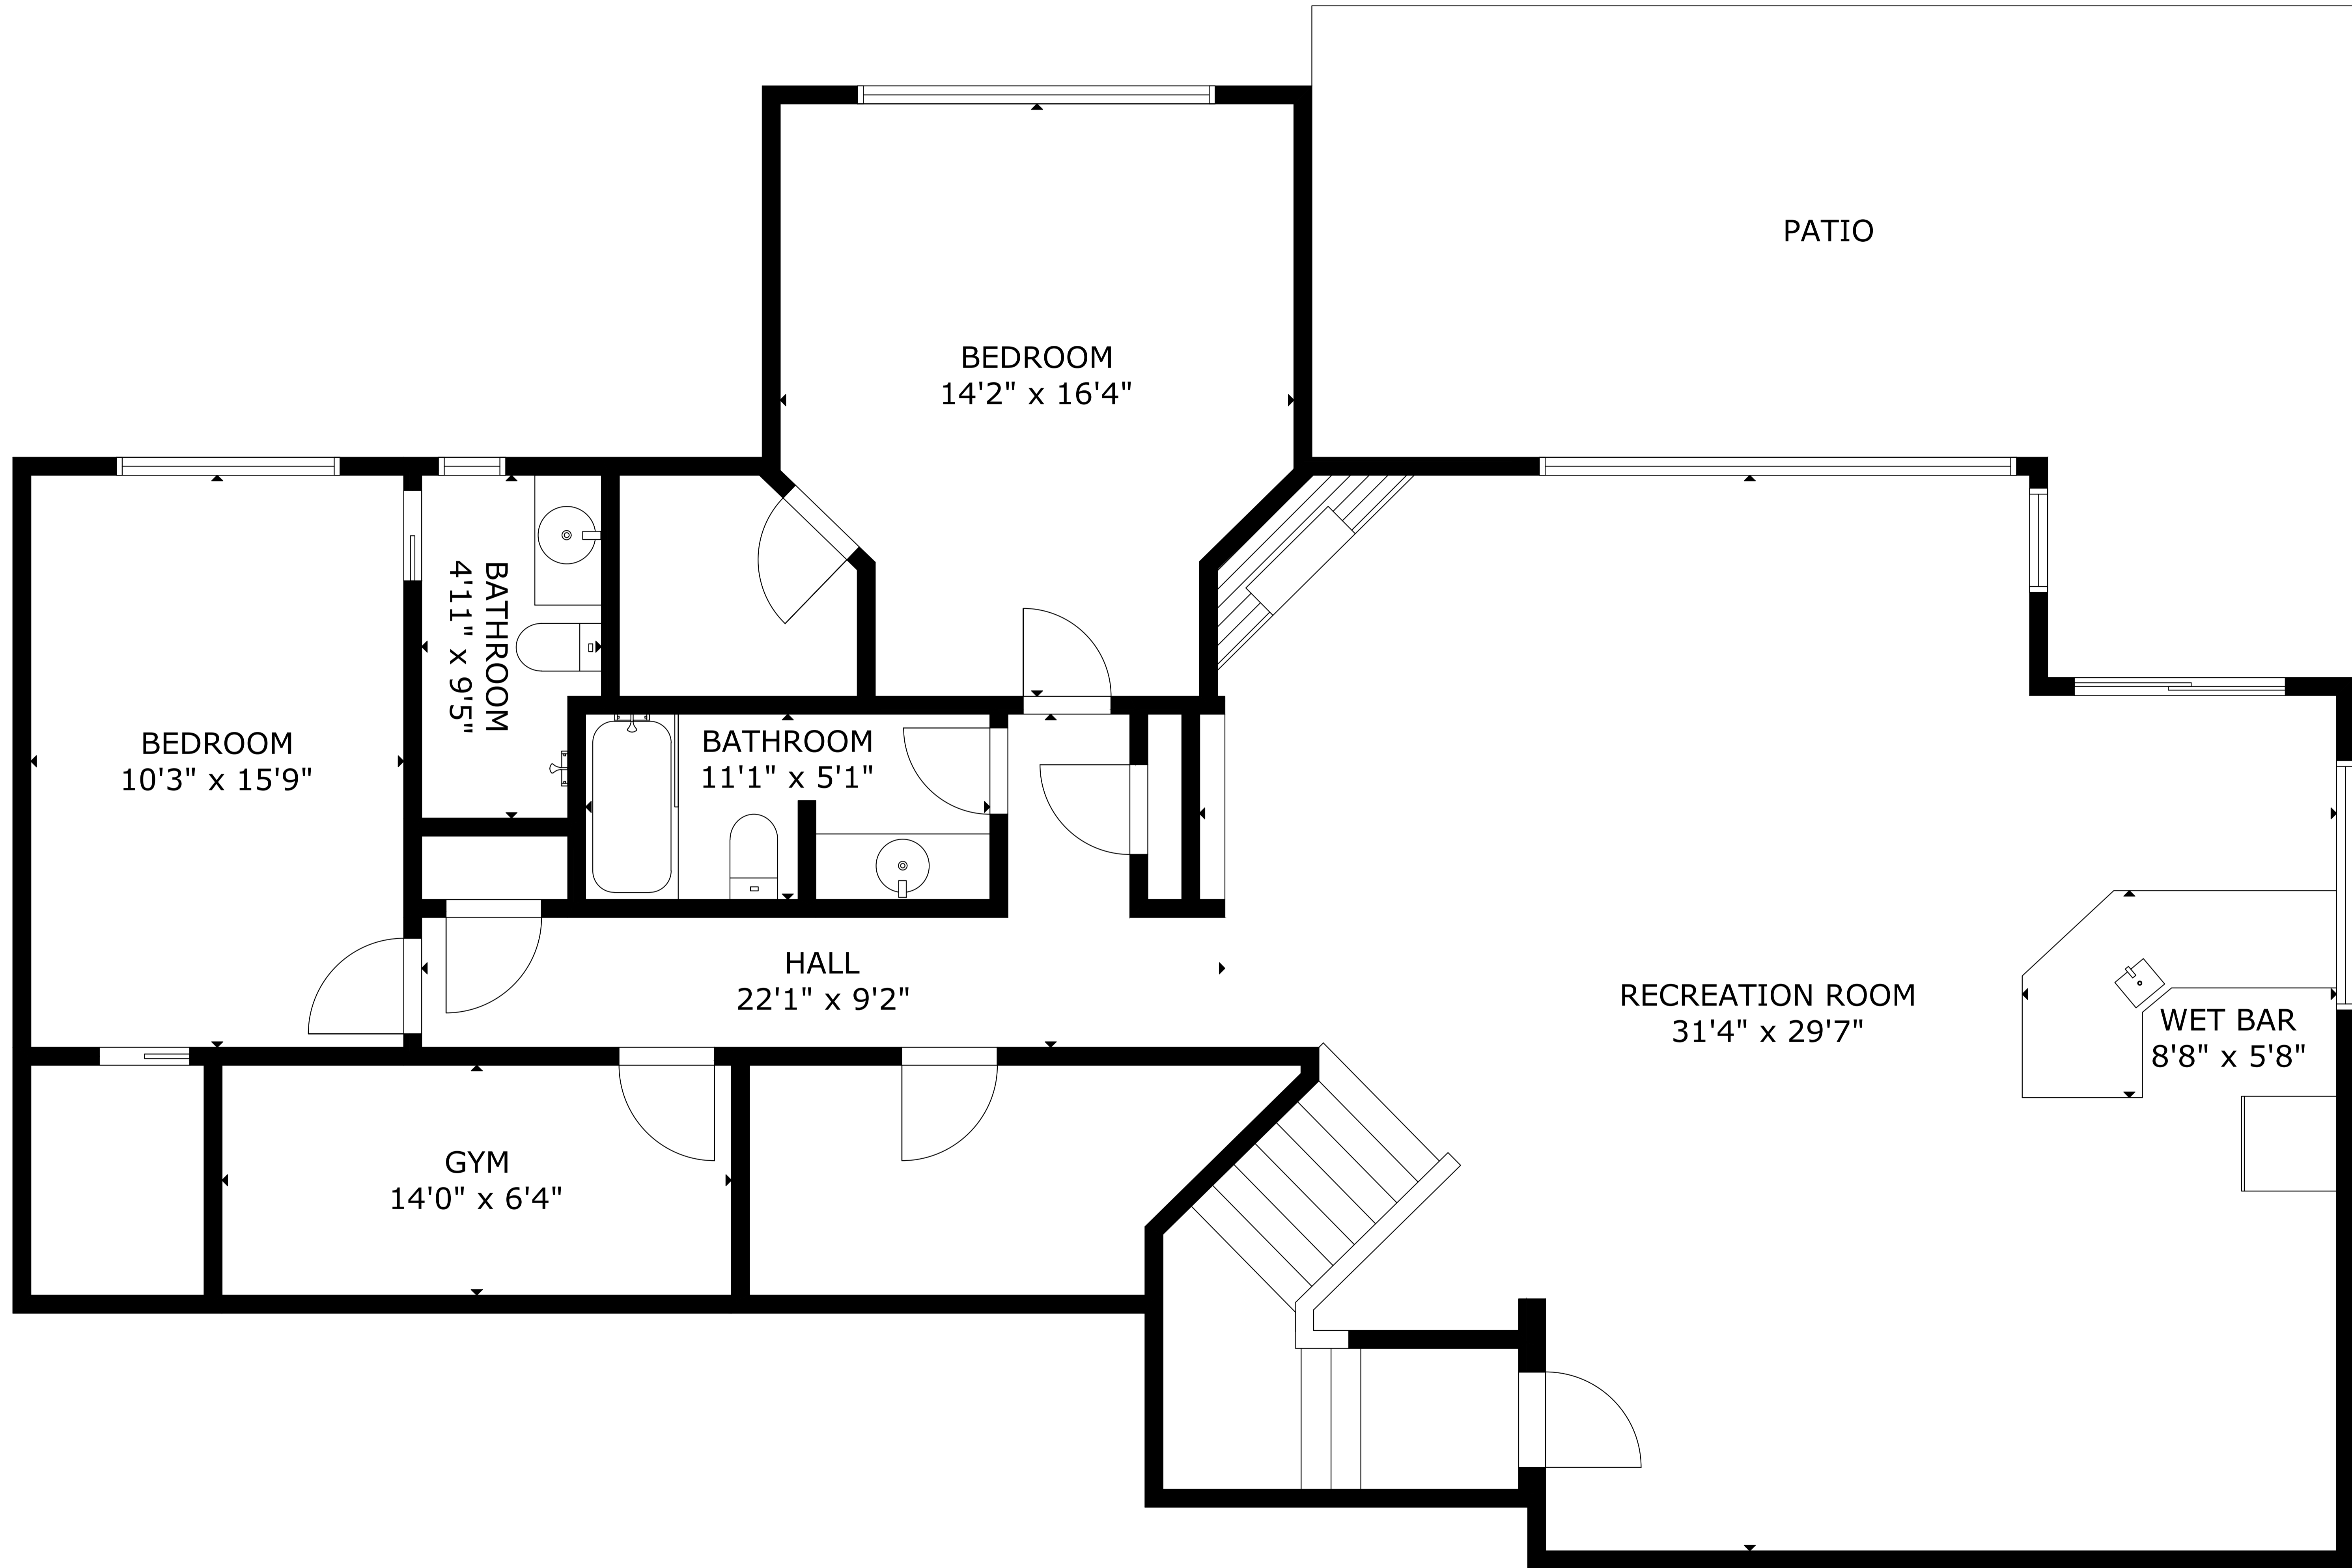 PATIO
BEDROOM
14'2" x 16'4"
BATHROOM
4'11" x 9'5"
BEDROOM
10'3" x 15'9"
BATHROOM
11'1" x 5'1"
HALL
22'1" x 9'2"
RECREATION ROOM
31'4" x 29'7"
WET BAR
8'8" x 5'8"
GYM
14'0" x 6'4"